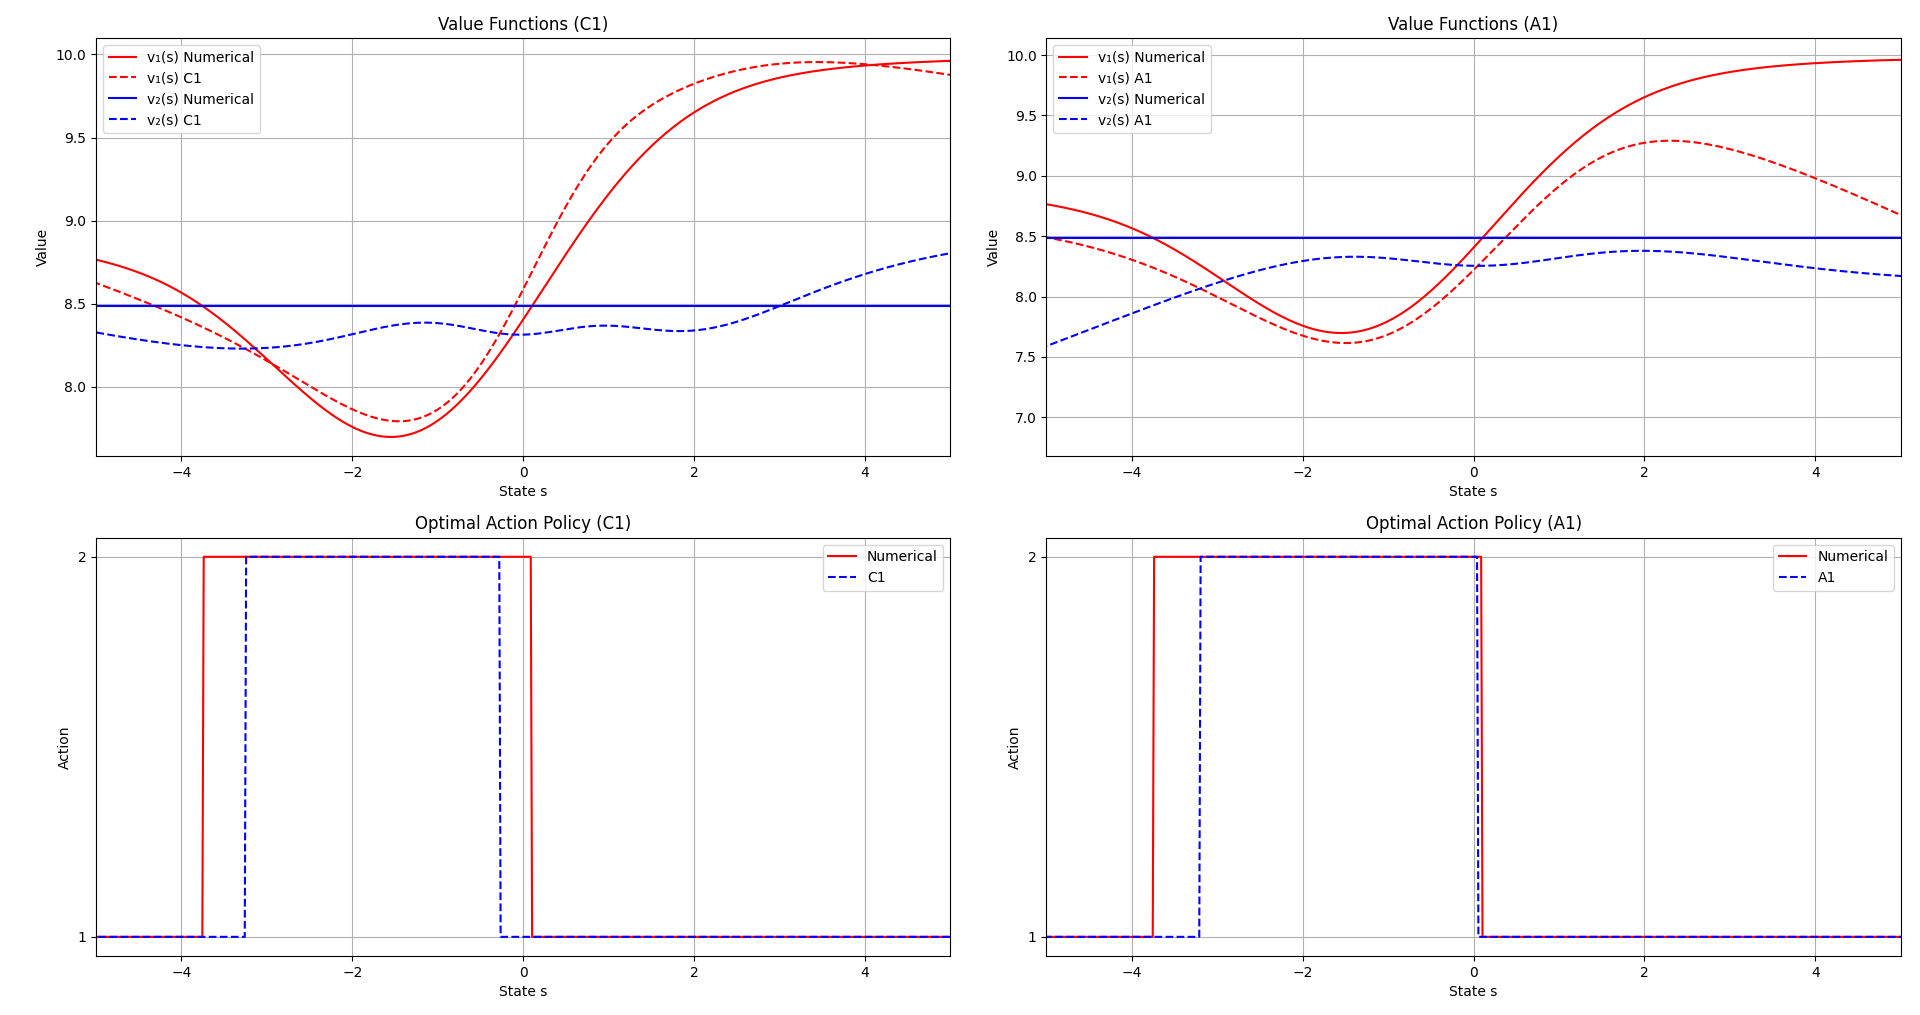 Value Functions (C1)
v₁(s) Numerical
v₁(s) C1
v₂(s) Numerical
v₂(s) C1
Value
10.0
9.5
9.0
8.5
8.0
−4
−2
0
2
4
State s
Value Functions (A1)
v₁(s) Numerical
v₁(s) A1
v₂(s) Numerical
v₂(s) A1
Value
10.0
9.5
9.0
8.5
8.0
7.5
7.0
−4
−2
0
2
4
State s
Optimal Action Policy (C1)
Numerical
C1
Action
2
1
−4
−2
0
2
4
State s
Optimal Action Policy (A1)
Numerical
A1
Action
2
1
−4
−2
0
2
4
State s